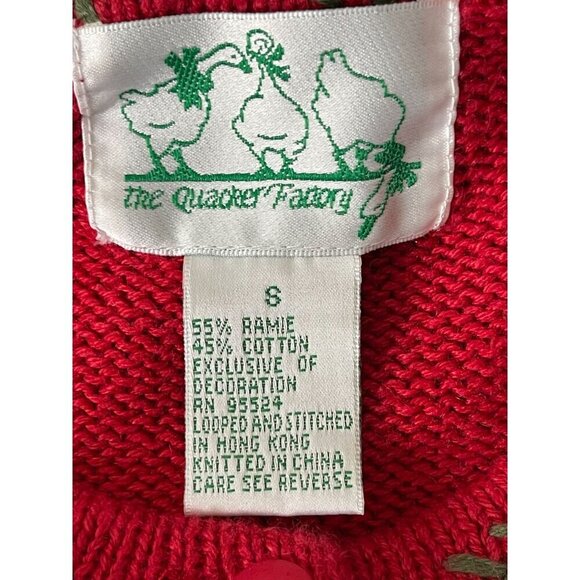 the Quacker Factory
S
55% RAMIE
45% COTTON
EXCLUSIVE OF
DECORATION
RN 95524
LOOPED AND STITCHED
IN HONG KONG
KNITTED IN CHINA
CARE SEE REVERSE